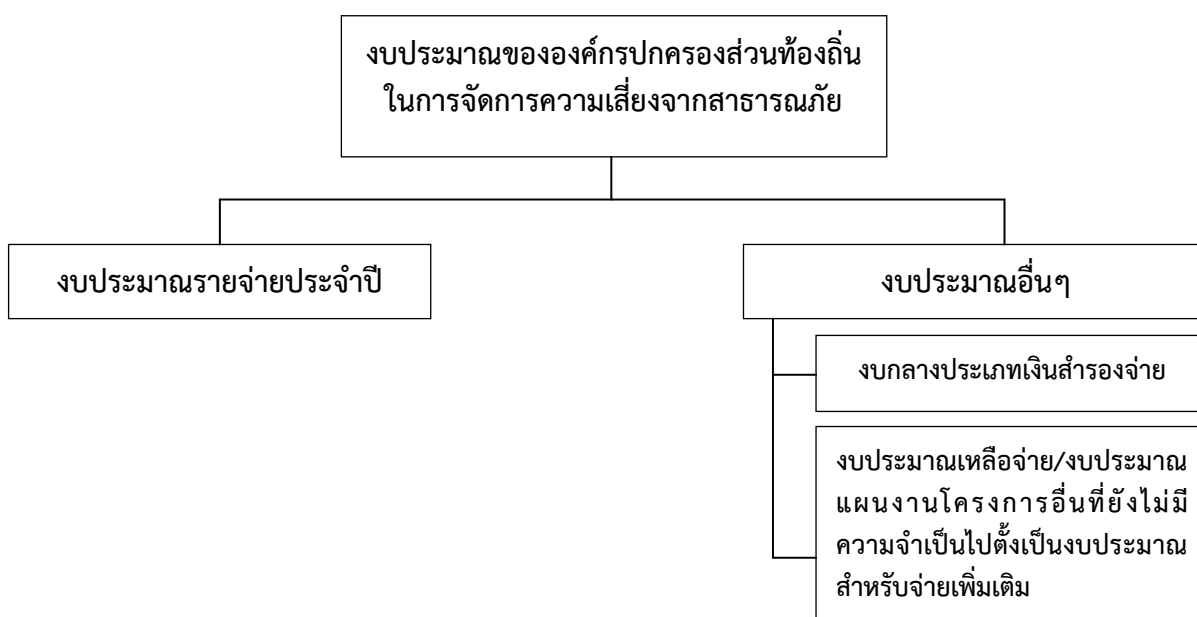 งบประมาณขององค์กรปกครองส่วนท้องถิ่น
ในการจัดการความเสี่ยงจากสาธารณภัย
งบประมาณรายจ่ายประจำปี
งบประมาณอื่นๆ
งบกลางประเภทเงินสำรองจ่าย
งบประมาณเหลือจ่าย/งบประมาณ
แผนงานโครงการอื่นที่ยังไม่มี
ความจำเป็นไปตั้งเป็นงบประมาณ
สำหรับจ่ายเพิ่มเติม